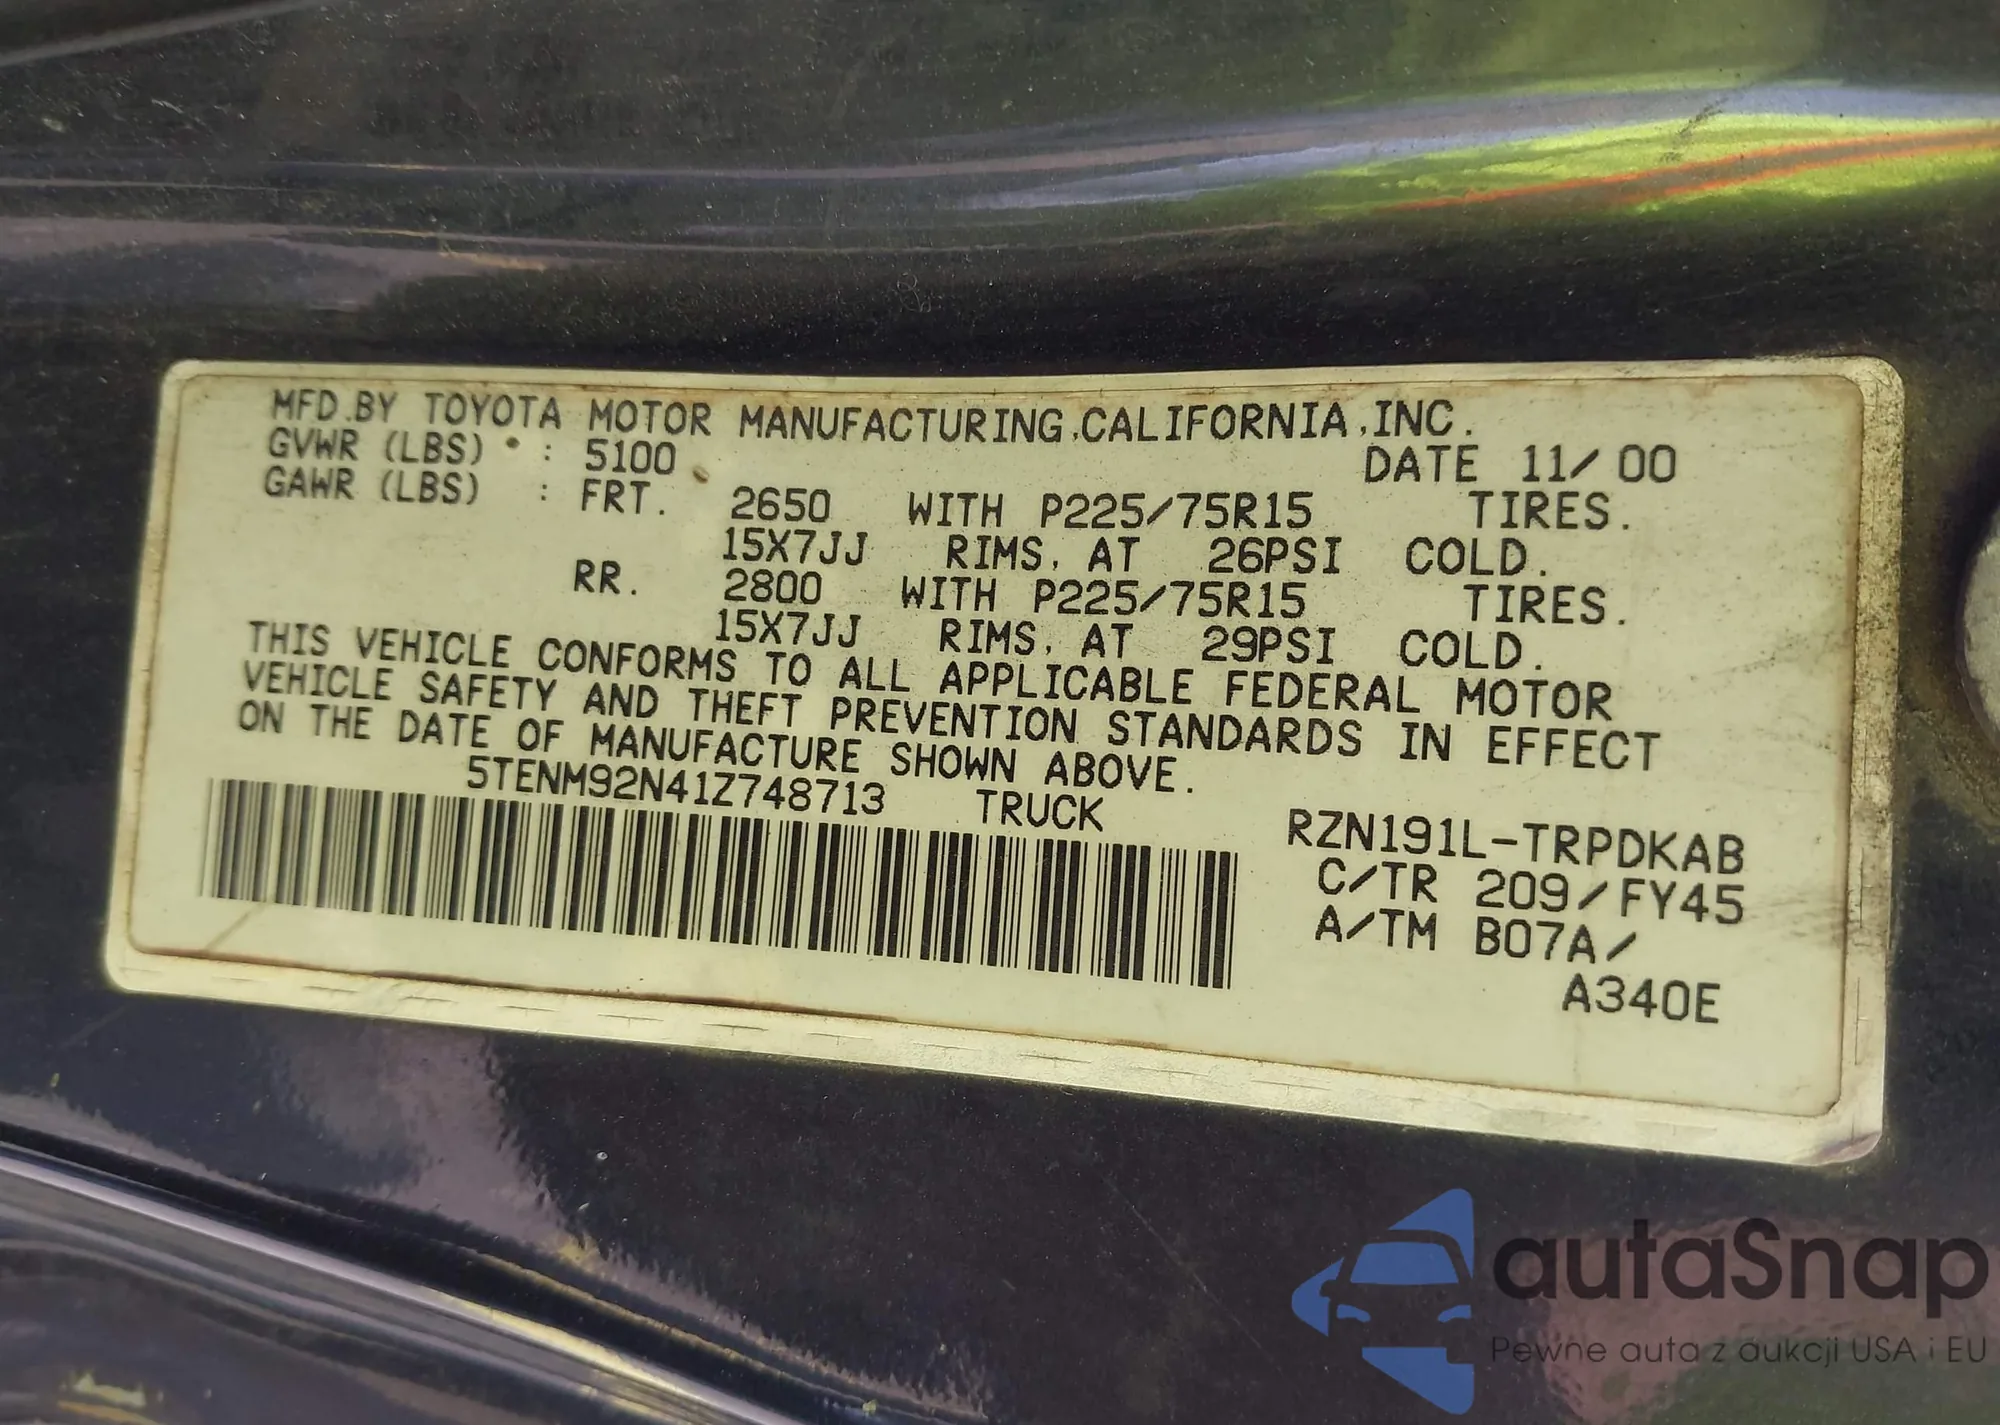 MFD.BY TOYOTA MOTOR MANUFACTURING,CALIFORNIA,INC.
GVWR (LBS) : 5100 DATE 11/00
GAWR (LBS) : FRT. 2650 WITH P225/75R15 TIRES.
15X7JJ RIMS, AT 26PSI COLD.
RR. 2800 WITH P225/75R15 TIRES.
15X7JJ RIMS, AT 29PSI COLD.
THIS VEHICLE CONFORMS TO ALL APPLICABLE FEDERAL MOTOR
VEHICLE SAFETY AND THEFT PREVENTION STANDARDS IN EFFECT
ON THE DATE OF MANUFACTURE SHOWN ABOVE.
5TENM92N41Z748713 TRUCK
RZN191L-TRPDKAB
C/TR 209/FY45
A/TM B07A/
A340E
autaSnap
Pewne auta z aukcji USA i EU